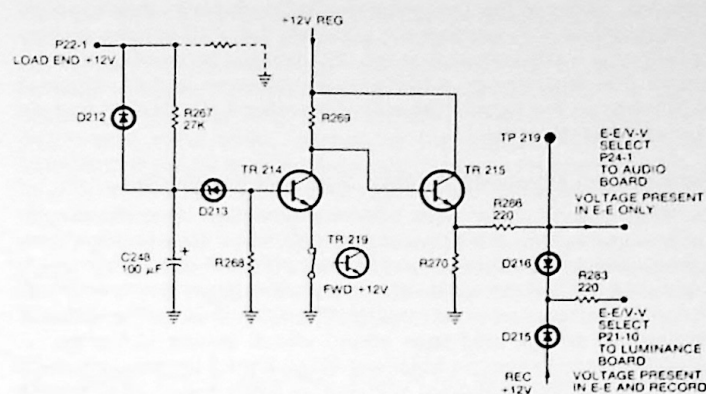 +12V REG
P22-1
LOAD END +12V
D212
R267
27K
R269
TP 219
E-E/V-V
SELECT
P24-1
TO AUDIO
BOARD
TR 214
TR 215
D213
R266
220
VOLTAGE PRESENT
IN E-E ONLY
C248
100 µF
R268
TR 219
FWD +12V
R270
D216
R283
220
D215
E-E/V-V
SELECT
P21-10
TO LUMINANCE
BOARD
REC
+12V
VOLTAGE PRESENT
IN E-E AND RECORD